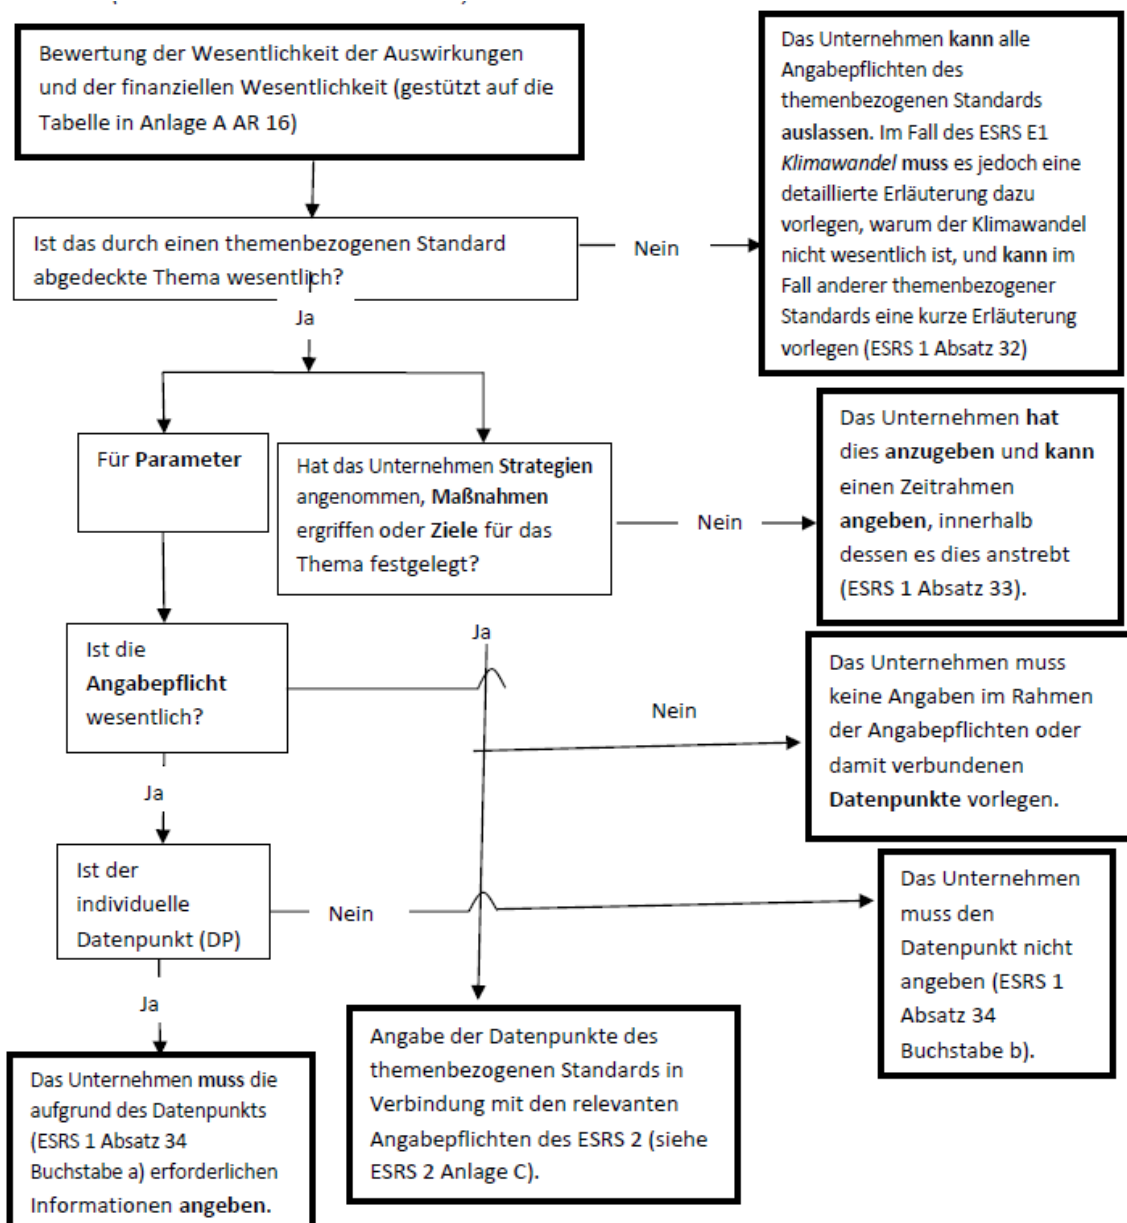 Bewertung der Wesentlichkeit der Auswirkungen
und der finanziellen Wesentlichkeit (gestützt auf die
Tabelle in Anlage A AR 16)
Das Unternehmen kann alle
Angabepflichten des
themenbezogenen Standards
auslassen. Im Fall des ESRS E1
Klimawandel muss es jedoch eine
detaillierte Erläuterung dazu
vorlegen, warum der Klimawandel
nicht wesentlich ist, und kann im
Fall anderer themenbezogener
Standards eine kurze Erläuterung
vorlegen (ESRS 1 Absatz 32)
Ist das durch einen themenbezogenen Standard
abgedeckte Thema wesentlich?
Nein
Ja
Für Parameter
Hat das Unternehmen Strategien
angenommen, Maßnahmen
ergriffen oder Ziele für das
Thema festgelegt?
Nein
Das Unternehmen hat
dies anzugeben und kann
einen Zeitrahmen
angeben, innerhalb
dessen es dies anstrebt
(ESRS 1 Absatz 33).
Ja
Ist die
Angabepflicht
wesentlich?
Nein
Das Unternehmen muss
keine Angaben im Rahmen
der Angabepflichten oder
damit verbundenen
Datenpunkte vorlegen.
Ja
Ist der
individuelle
Datenpunkt (DP)
Nein
Das Unternehmen
muss den
Datenpunkt nicht
angeben (ESRS 1
Absatz 34
Buchstabe b).
Ja
Das Unternehmen muss die
aufgrund des Datenpunkts
(ESRS 1 Absatz 34
Buchstabe a) erforderlichen
Informationen angeben.
Angabe der Datenpunkte des
themenbezogenen Standards in
Verbindung mit den relevanten
Angabepflichten des ESRS 2 (siehe
ESRS 2 Anlage C).